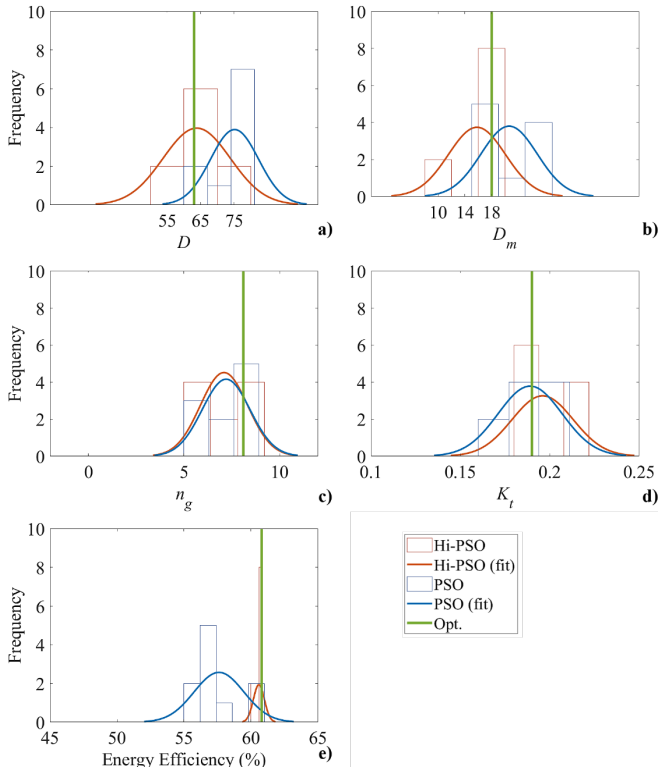 10
8
6
4
2
0
Frequency
55
65
75
D
a)
10
8
6
4
2
0
10
14
18
D_m
b)
10
8
6
4
2
0
Frequency
0
5
10
n_g
c)
10
8
6
4
2
0
0.1
0.15
0.2
0.25
K_t
d)
10
8
6
4
2
0
Frequency
45
50
55
60
65
Energy Efficiency (%)
e)
Hi-PSO
Hi-PSO (fit)
PSO
PSO (fit)
Opt.